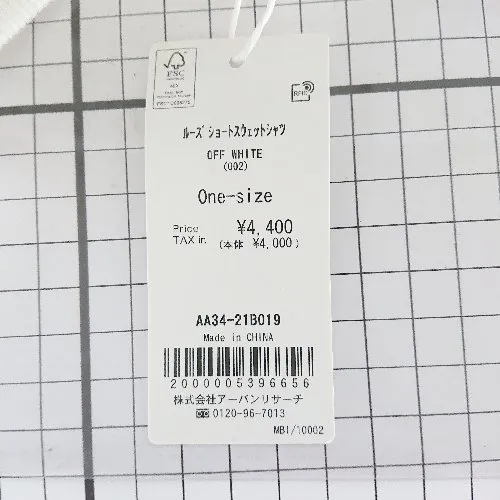 FSC
RFID
ルーズ ショートスウェットシャツ
OFF WHITE
(002)
One-size
Price ¥4,400
TAX in. (本体 ¥4,000)
AA34-21B019
Made in CHINA
2000005396656
株式会社アーバンリサーチ
0120-96-7013
MBI/10002